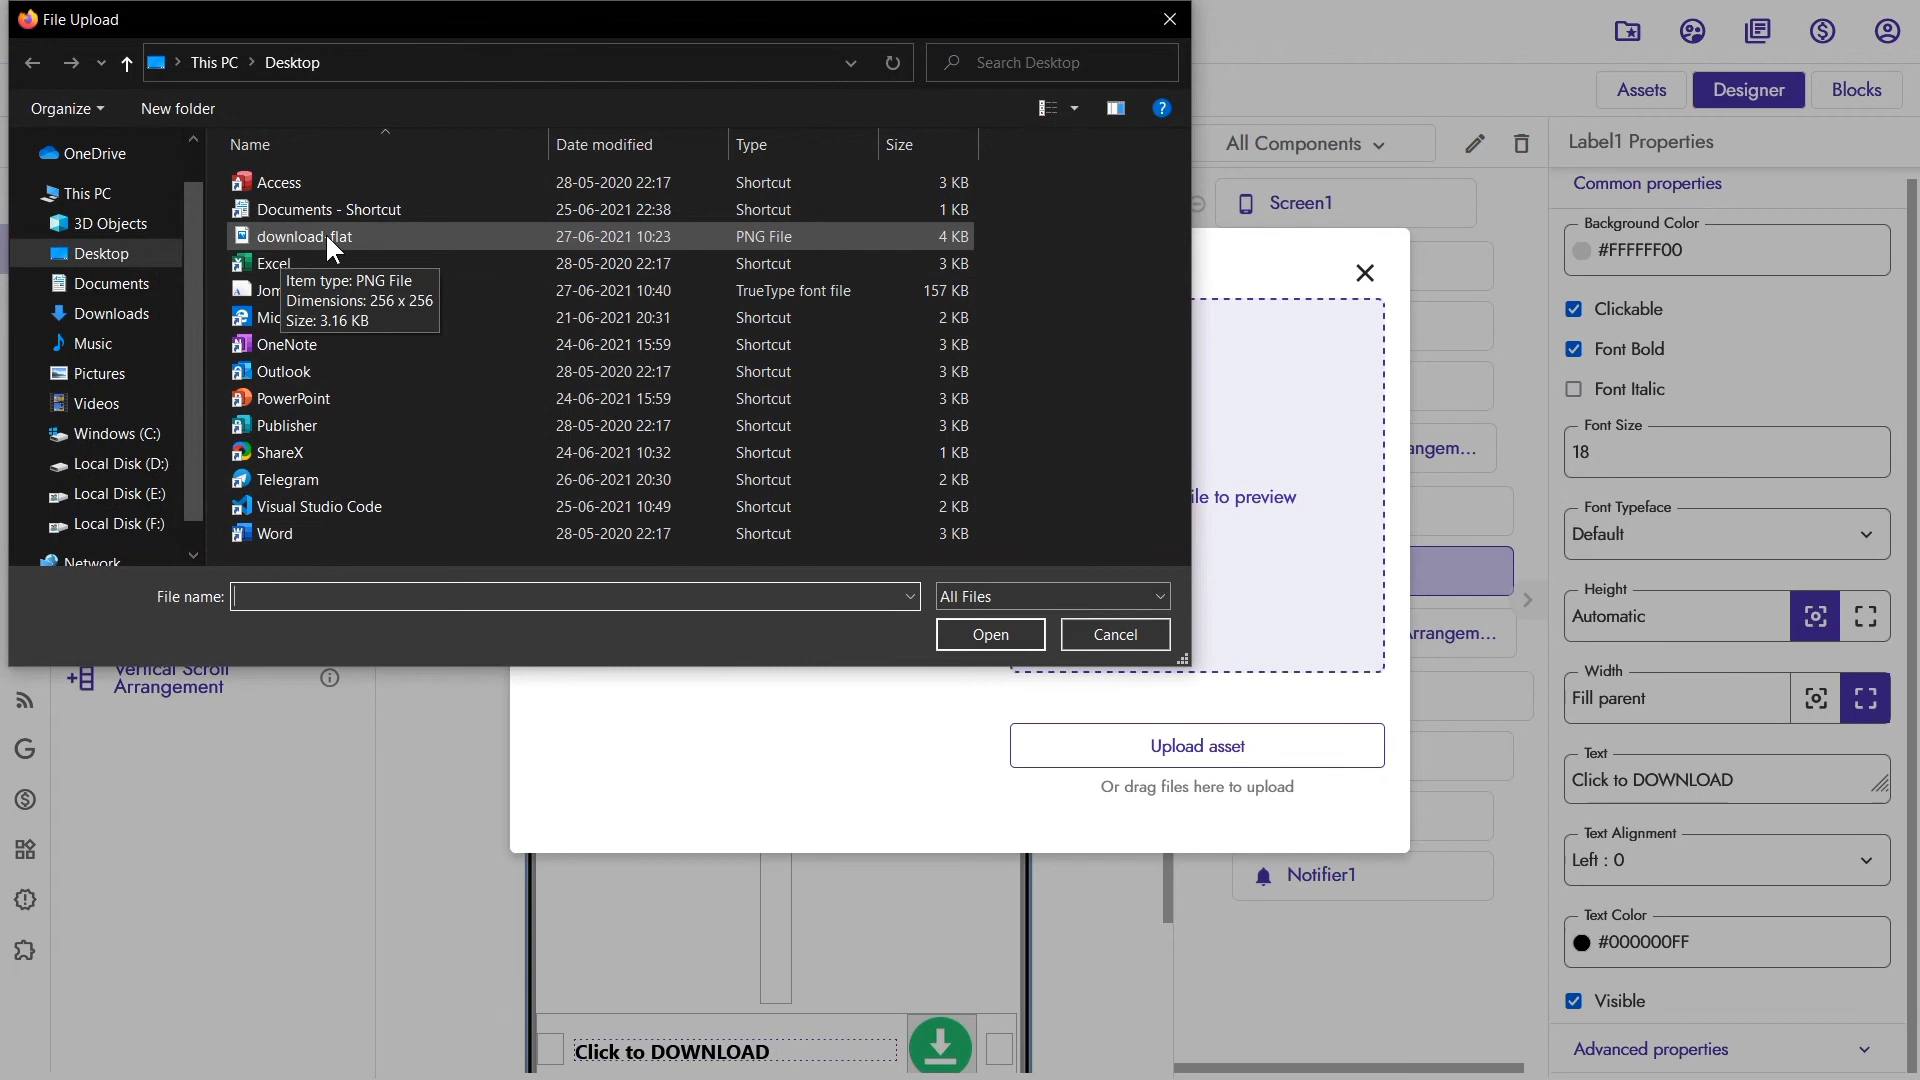 File Upload
This PC
Desktop
Search Desktop
Organize
New folder
?
Name
Date modified
Type
Size
OneDrive
This PC
3D Objects
Desktop
Documents
Downloads
Music
Pictures
Videos
Windows (C:)
Local Disk (D:)
Local Disk (E:)
Local Disk (F:)
Network
Access 28-05-2020 22:17 Shortcut 3 KB
Documents - Shortcut 25-06-2021 22:38 Shortcut 1 KB
download flat 27-06-2021 10:23 PNG File 4 KB
Excel 28-05-2020 22:17 Shortcut 3 KB
Jom 27-06-2021 10:40 TrueType font file 157 KB
Mic 21-06-2021 20:31 Shortcut 2 KB
OneNote 24-06-2021 15:59 Shortcut 3 KB
Outlook 28-05-2020 22:17 Shortcut 3 KB
PowerPoint 24-06-2021 15:59 Shortcut 3 KB
Publisher 28-05-2020 22:17 Shortcut 3 KB
ShareX 24-06-2021 10:32 Shortcut 1 KB
Telegram 26-06-2021 20:30 Shortcut 2 KB
Visual Studio Code 25-06-2021 10:49 Shortcut 2 KB
Word 28-05-2020 22:17 Shortcut 3 KB
Item type: PNG File
Dimensions: 256 x 256
Size: 3.16 KB
File name:
All Files
Open
Cancel
Vertical Scroll
Arrangement
ile to preview
Upload asset
Or drag files here to upload
Click to DOWNLOAD
Assets
Designer
Blocks
All Components
Screen1
angem...
rrangem...
Notifier1
Label1 Properties
Common properties
Background Color
#FFFFFF00
Clickable
Font Bold
Font Italic
Font Size
18
Font Typeface
Default
Height
Automatic
Width
Fill parent
Text
Click to DOWNLOAD
Text Alignment
Left : 0
Text Color
#000000FF
Visible
Advanced properties